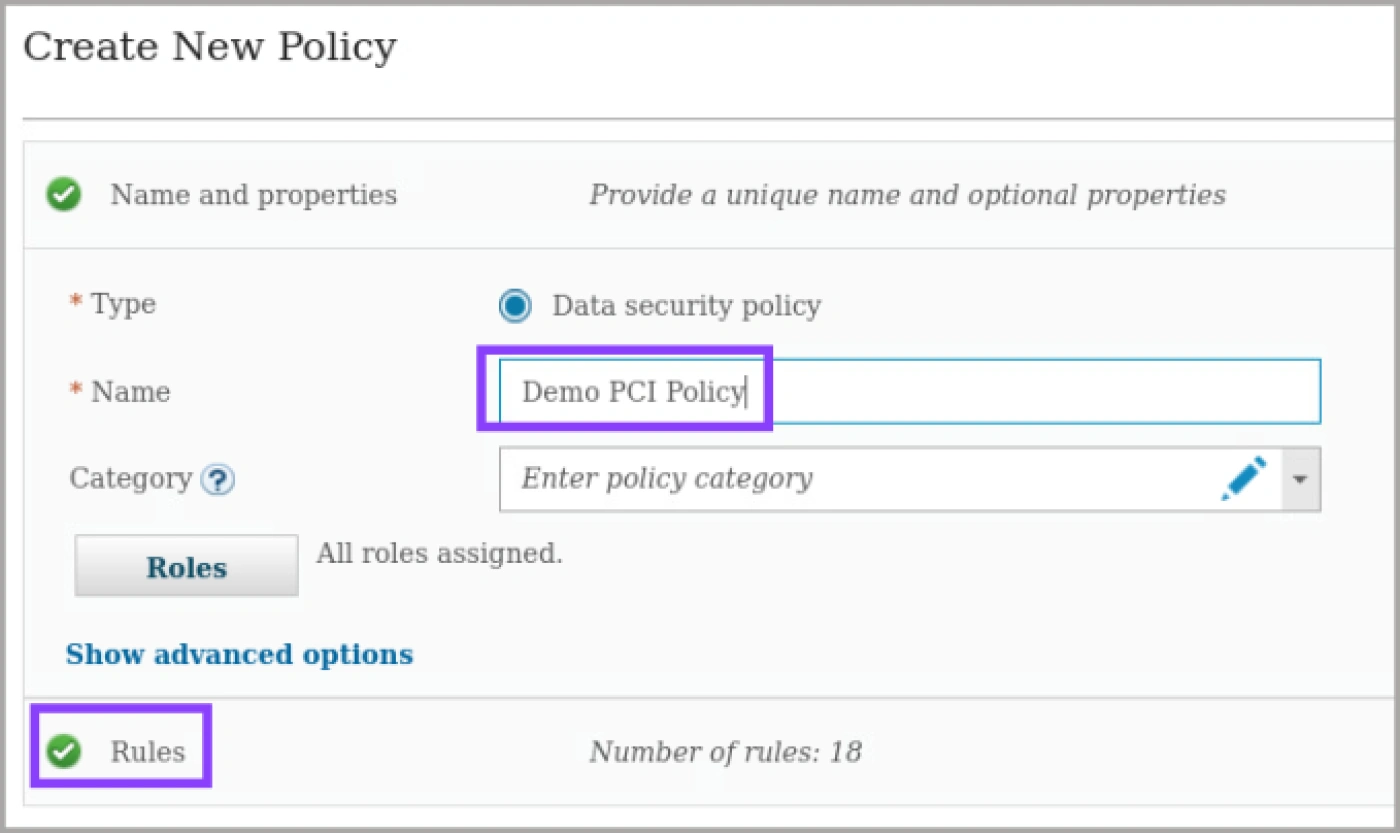 Create New Policy
Name and properties Provide a unique name and optional properties
* Type Data security policy
* Name Demo PCI Policy
Category ? Enter policy category
Roles All roles assigned.
Show advanced options
Rules Number of rules: 18